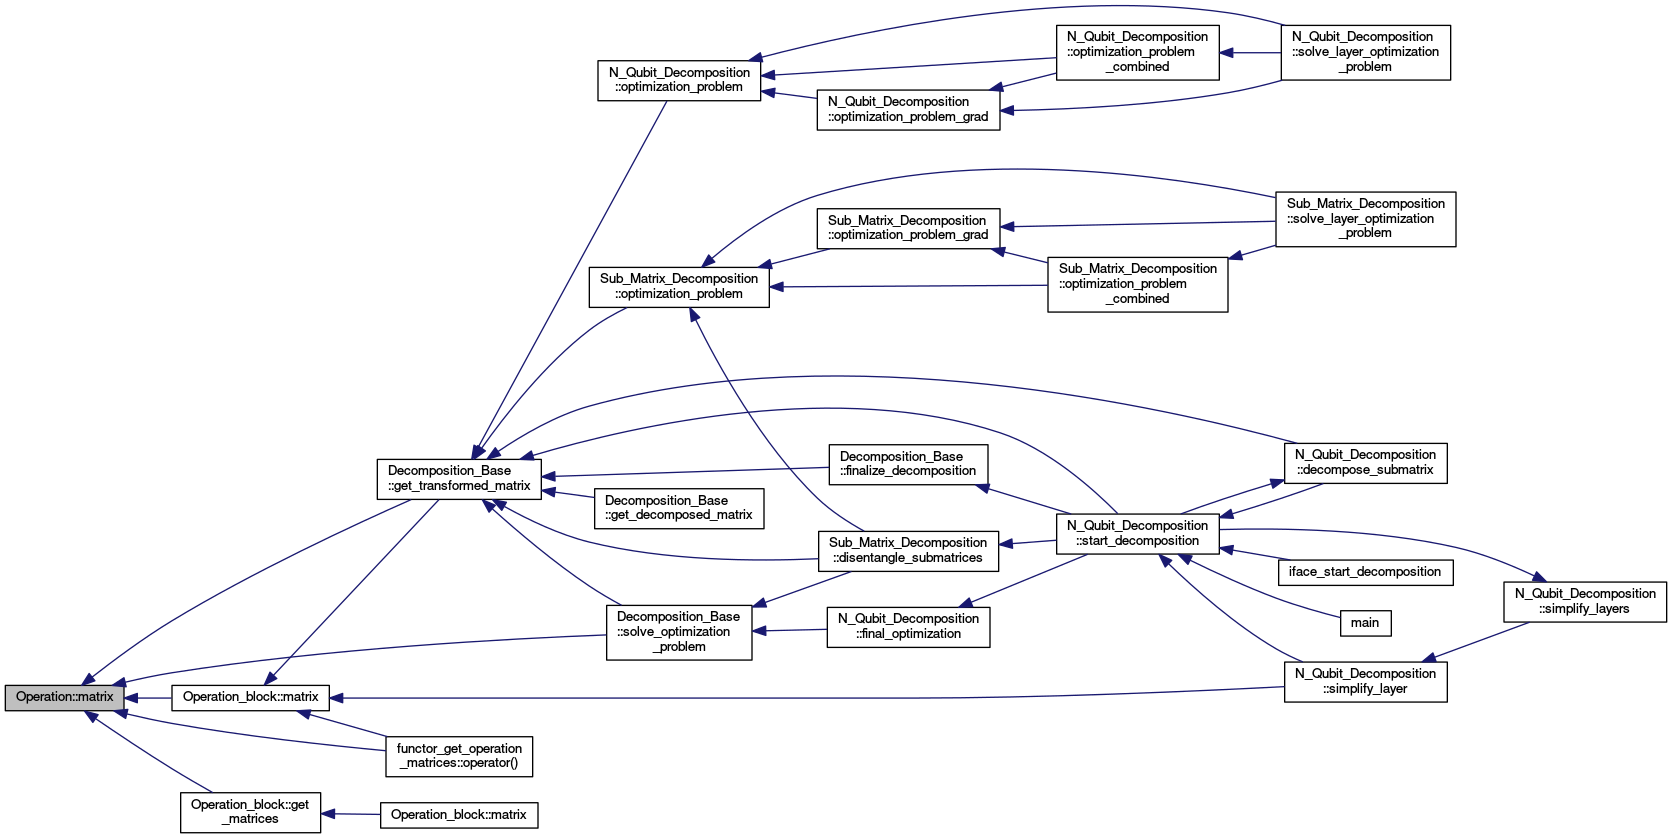 N_Qubit_Decomposition
::optimization_problem
N_Qubit_Decomposition
::optimization_problem
_combined
N_Qubit_Decomposition
::solve_layer_optimization
_problem
N_Qubit_Decomposition
::optimization_problem_grad
Sub_Matrix_Decomposition
::optimization_problem
Sub_Matrix_Decomposition
::optimization_problem_grad
Sub_Matrix_Decomposition
::solve_layer_optimization
_problem
Sub_Matrix_Decomposition
::optimization_problem
_combined
Decomposition_Base
::get_transformed_matrix
Decomposition_Base
::finalize_decomposition
Decomposition_Base
::get_decomposed_matrix
N_Qubit_Decomposition
::decompose_submatrix
N_Qubit_Decomposition
::start_decomposition
Sub_Matrix_Decomposition
::disentangle_submatrices
iface_start_decomposition
Decomposition_Base
::solve_optimization
_problem
N_Qubit_Decomposition
::final_optimization
main
N_Qubit_Decomposition
::simplify_layers
N_Qubit_Decomposition
::simplify_layer
Operation::matrix
Operation_block::matrix
functor_get_operation
_matrices::operator()
Operation_block::get
_matrices
Operation_block::matrix